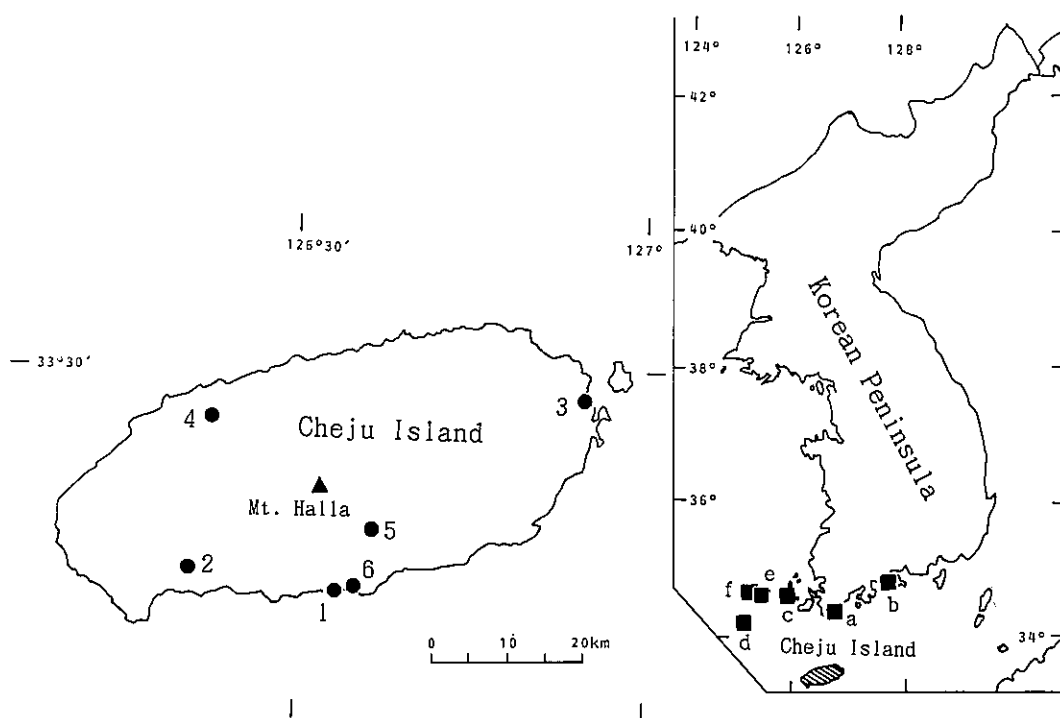 126°30′
127°
33°30′
4
3
Cheju Island
Mt. Halla
5
2
6
1
0
10
20km
124°
126°
128°
42°
40°
38°
36°
34°
Korean Peninsula
f
e
c
d
a
b
Cheju Island